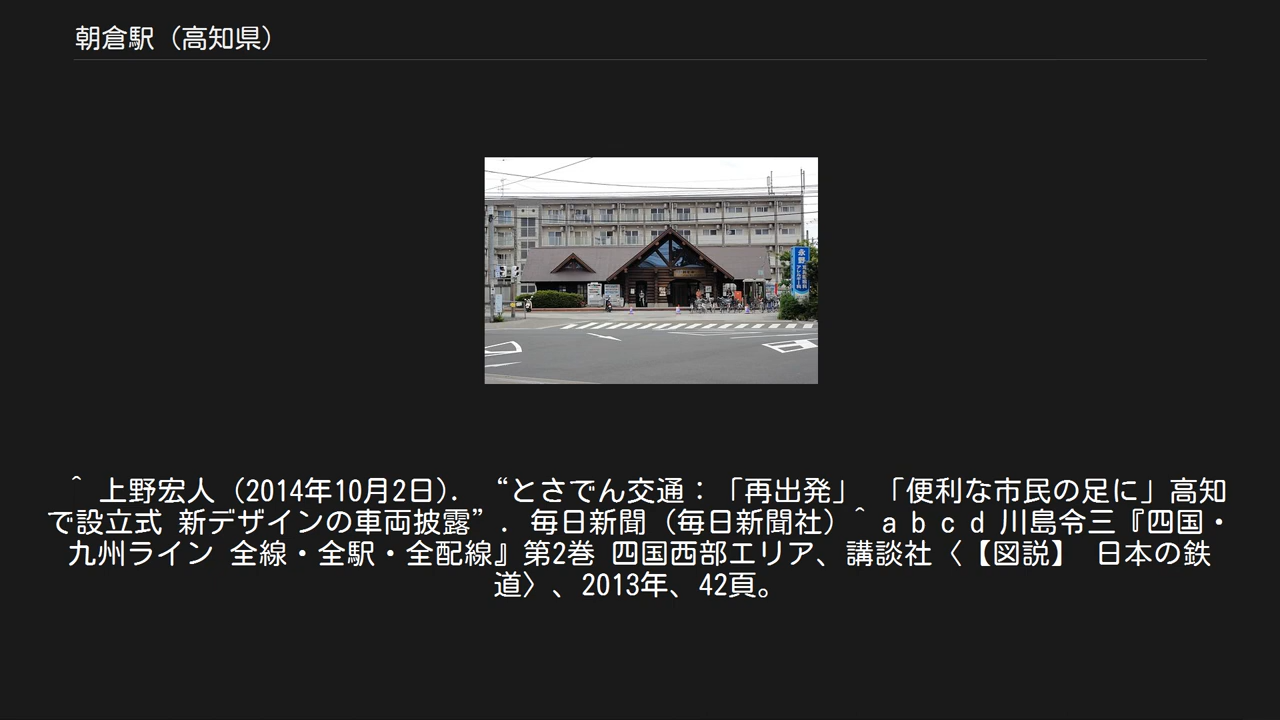 朝倉駅（高知県）
永野
^ 上野宏人（2014年10月2日）. “とさでん交通：「再出発」 「便利な市民の足に」高知
で設立式 新デザインの車両披露”. 毎日新聞（毎日新聞社）^ a b c d 川島令三『四国・
九州ライン 全線・全駅・全配線』第2巻 四国西部エリア、講談社〈【図説】 日本の鉄
道〉、2013年、42頁。